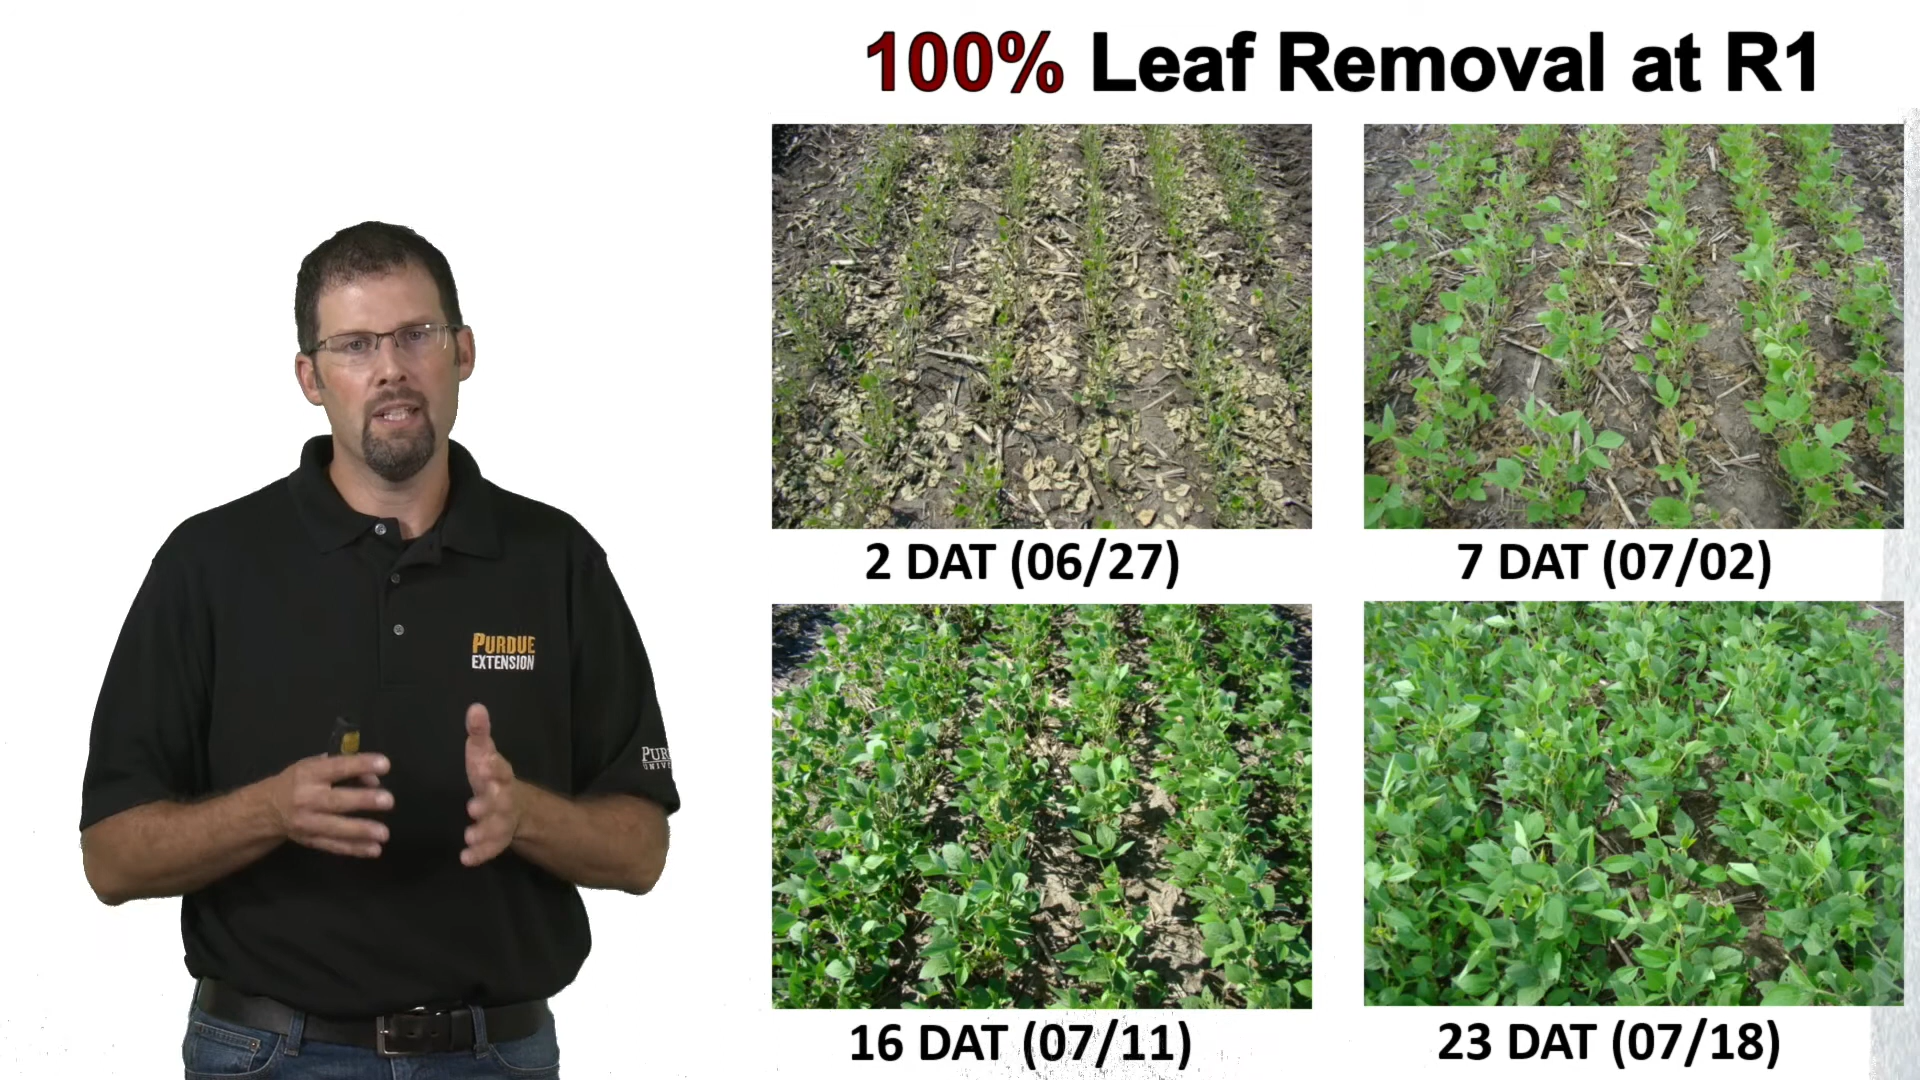 100% Leaf Removal at R1
2 DAT (06/27)
7 DAT (07/02)
16 DAT (07/11)
23 DAT (07/18)
PURDUE
EXTENSION